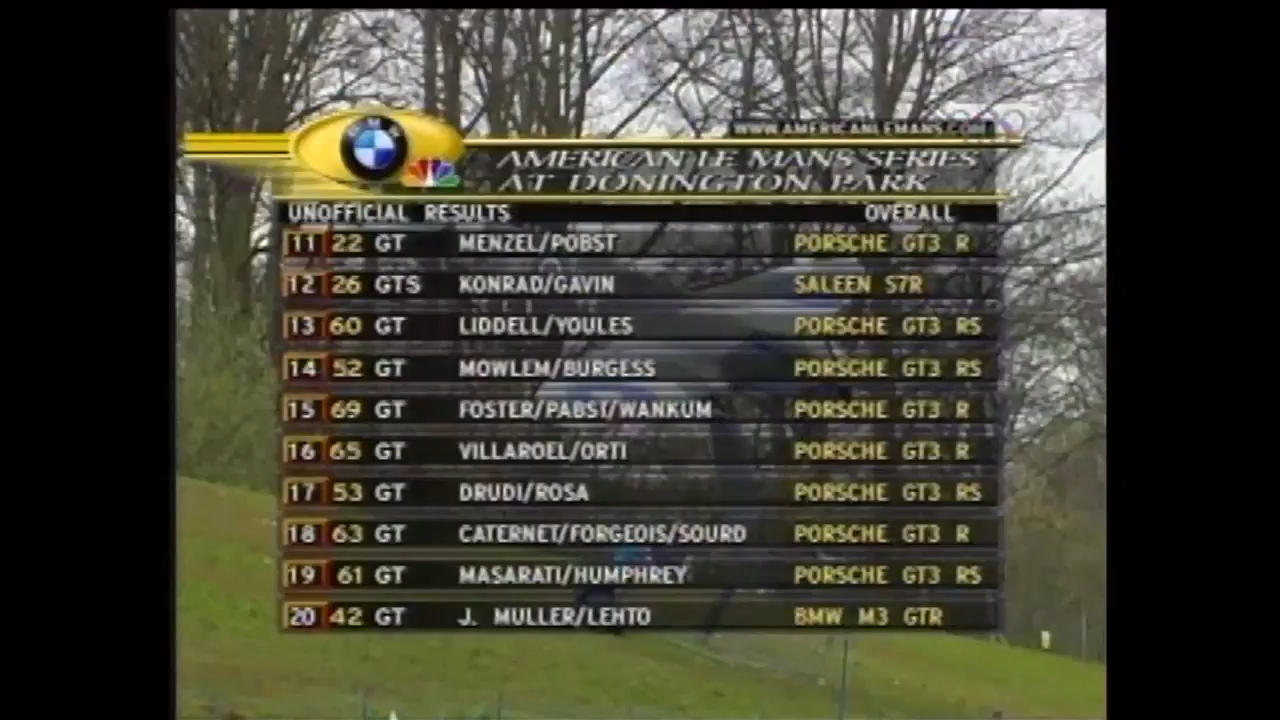 BMW
WWW.AMERICANLEMANS.COM
AMERICAN LE MANS SERIES
AT DONINGTON PARK
UNOFFICIAL RESULTS OVERALL
11 22 GT MENZEL/POBST PORSCHE GT3 R
12 26 GTS KONRAD/GAVIN SALEEN S7R
13 60 GT LIDDELL/YOULES PORSCHE GT3 RS
14 52 GT MOWLEM/BURGESS PORSCHE GT3 RS
15 69 GT FOSTER/PABST/WANKUM PORSCHE GT3 R
16 65 GT VILLAROEL/ORTI PORSCHE GT3 R
17 53 GT DRUDI/ROSA PORSCHE GT3 RS
18 63 GT CATERNET/FORGEOIS/SOURD PORSCHE GT3 R
19 61 GT MASARATI/HUMPHREY PORSCHE GT3 RS
20 42 GT J. MULLER/LEHTO BMW M3 GTR